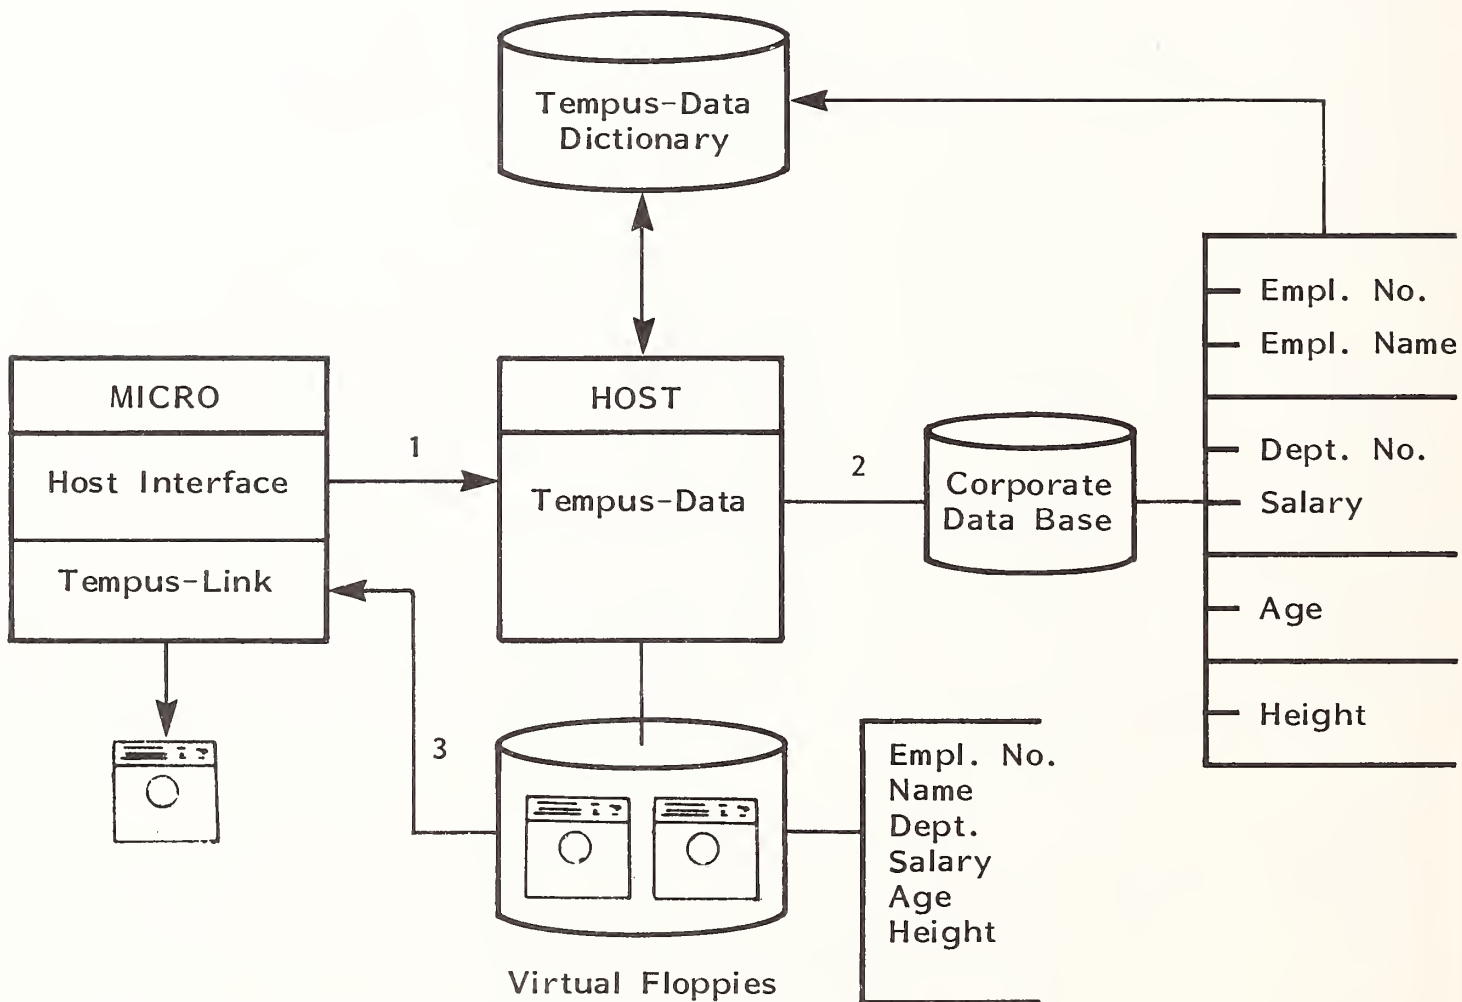 Tempus-Data
Dictionary
MICRO
Host Interface
Tempus-Link
1
HOST
Tempus-Data
2
Corporate
Data Base
Empl. No.
Empl. Name
Dept. No.
Salary
Age
Height
3
Empl. No.
Name
Dept.
Salary
Age
Height
Virtual Floppies